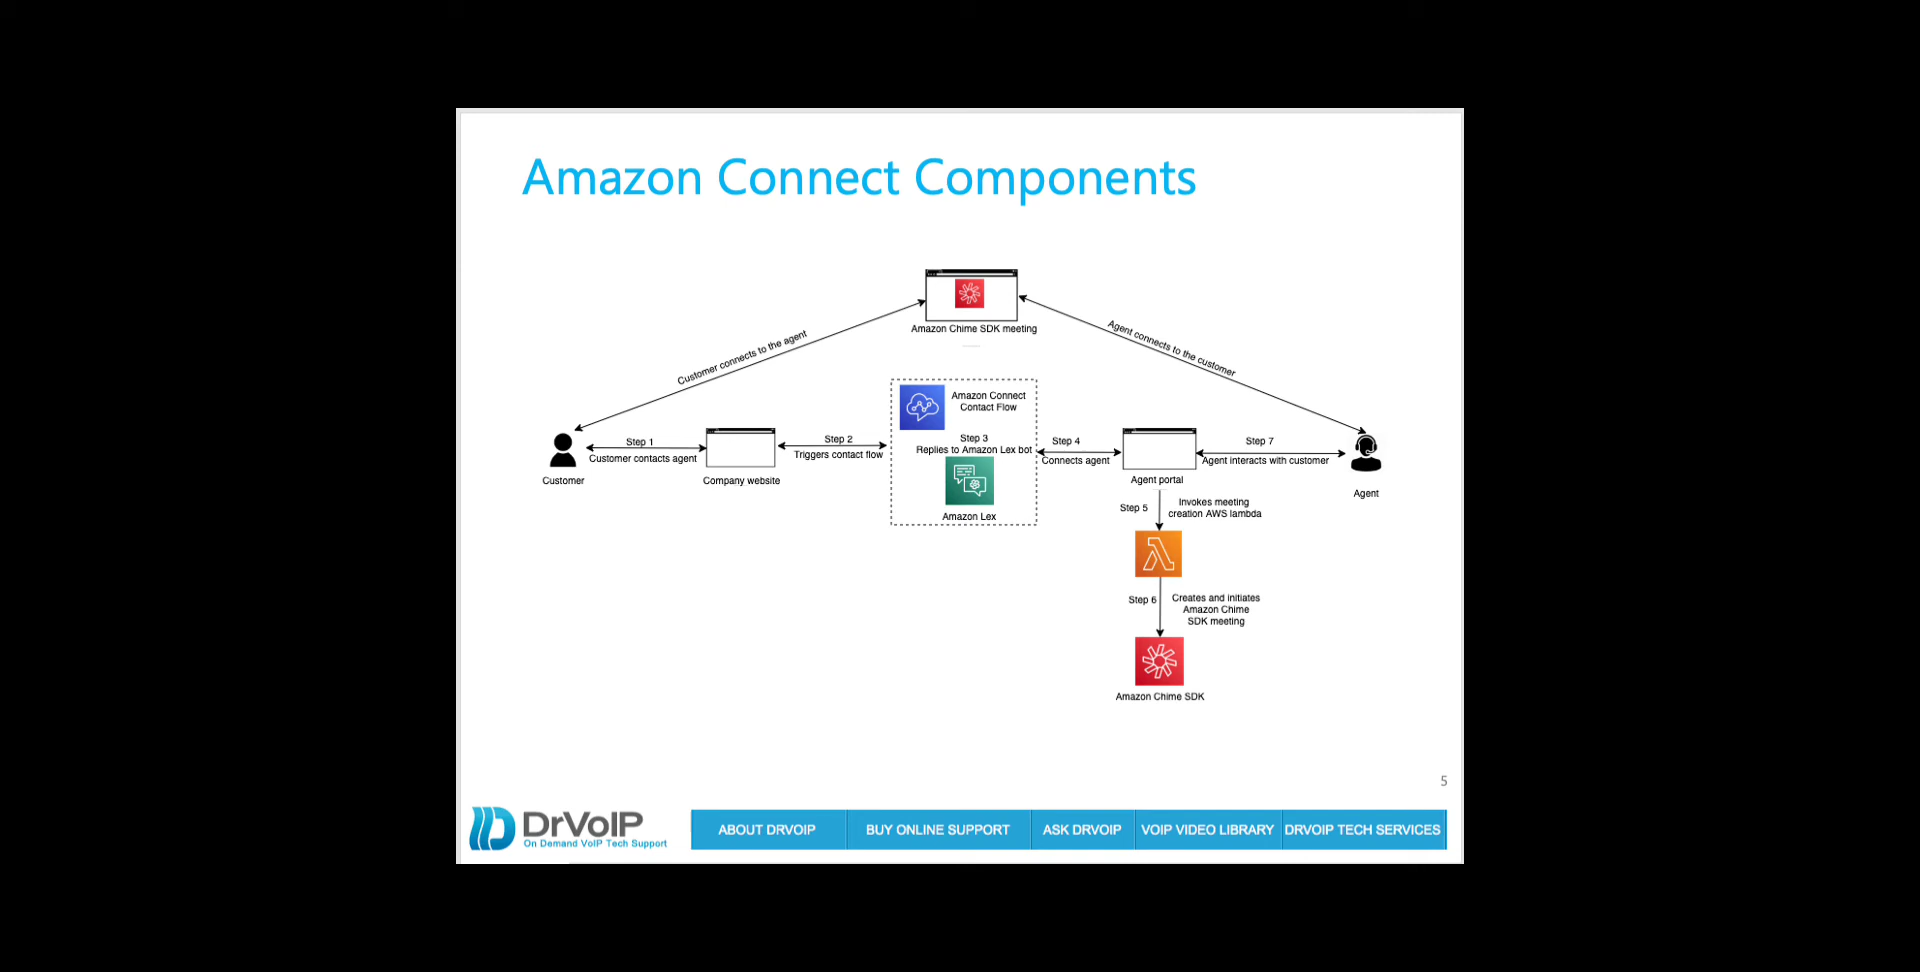 Amazon Connect Components
Amazon Chime SDK meeting
Customer connects to the agent
Agent connects to the customer
Amazon Connect
Contact Flow
Step 1
Customer contacts agent
Customer
Company website
Step 2
Triggers contact flow
Step 3
Replies to Amazon Lex bot
Amazon Lex
Step 4
Connects agent
Agent portal
Step 7
Agent interacts with customer
Agent
Step 5
Invokes meeting
creation AWS lambda
Step 6
Creates and initiates
Amazon Chime
SDK meeting
Amazon Chime SDK
5
DrVoIP
On Demand VoIP Tech Support
ABOUT DRVOIP
BUY ONLINE SUPPORT
ASK DRVOIP
VOIP VIDEO LIBRARY
DRVOIP TECH SERVICES